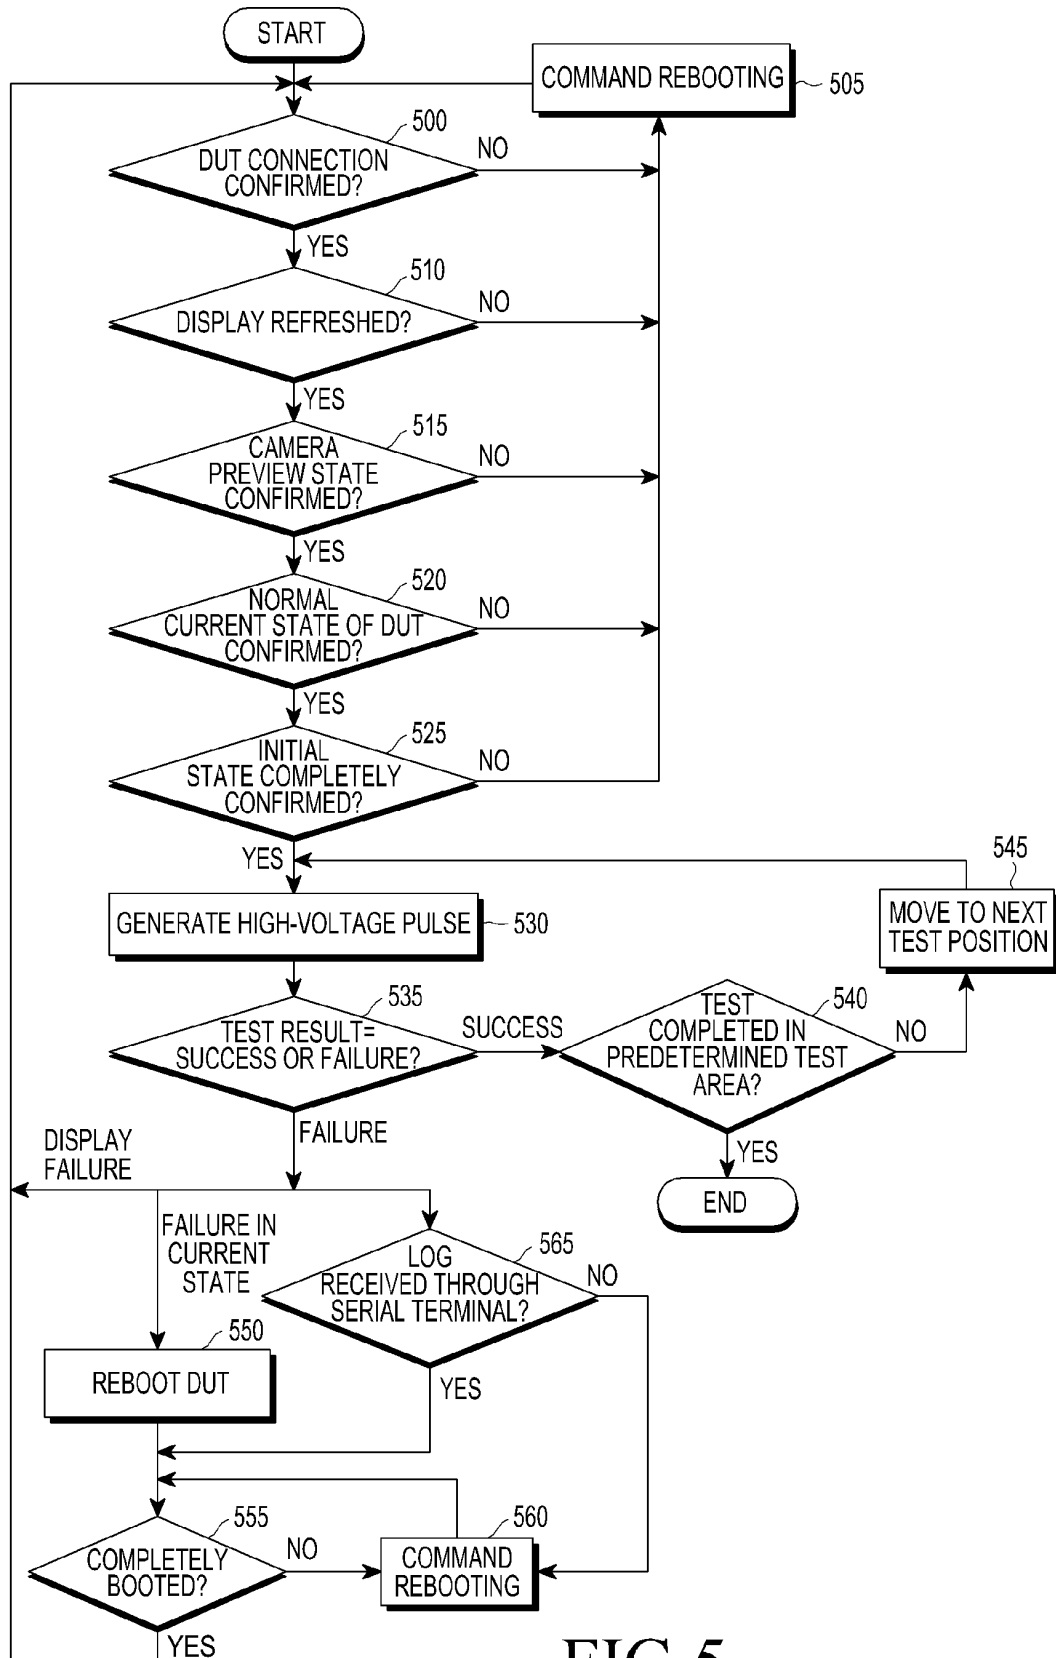 START
COMMAND REBOOTING
505
500
DUT CONNECTION
CONFIRMED?
NO
YES
510
DISPLAY REFRESHED?
NO
YES
515
CAMERA
PREVIEW STATE
CONFIRMED?
NO
YES
520
NORMAL
CURRENT STATE OF DUT
CONFIRMED?
NO
YES
525
INITIAL
STATE COMPLETELY
CONFIRMED?
NO
YES
545
MOVE TO NEXT
TEST POSITION
GENERATE HIGH-VOLTAGE PULSE
530
535
TEST RESULT=
SUCCESS OR FAILURE?
SUCCESS
540
TEST
COMPLETED IN
PREDETERMINED TEST
AREA?
NO
YES
END
FAILURE
DISPLAY
FAILURE
FAILURE IN
CURRENT
STATE
565
LOG
RECEIVED THROUGH
SERIAL TERMINAL?
NO
YES
550
REBOOT DUT
555
COMPLETELY
BOOTED?
NO
560
COMMAND
REBOOTING
YES
FIG.5